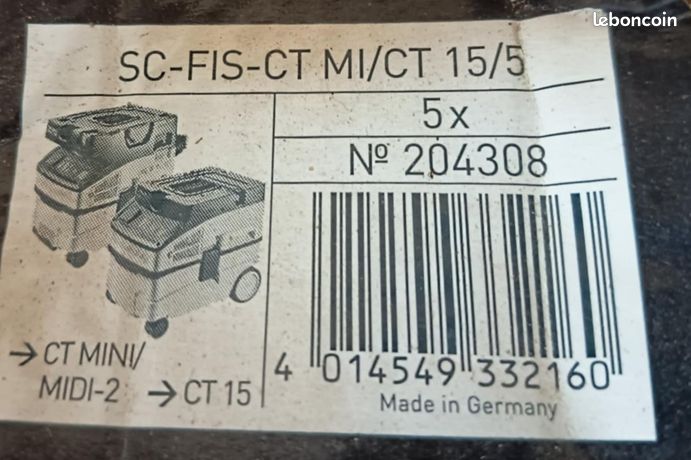 leboncoin
SC-FIS-CT MI/CT 15/5
5x
Nº 204308
→ CT MINI/
MIDI-2 → CT 15
4 014549 332160
Made in Germany